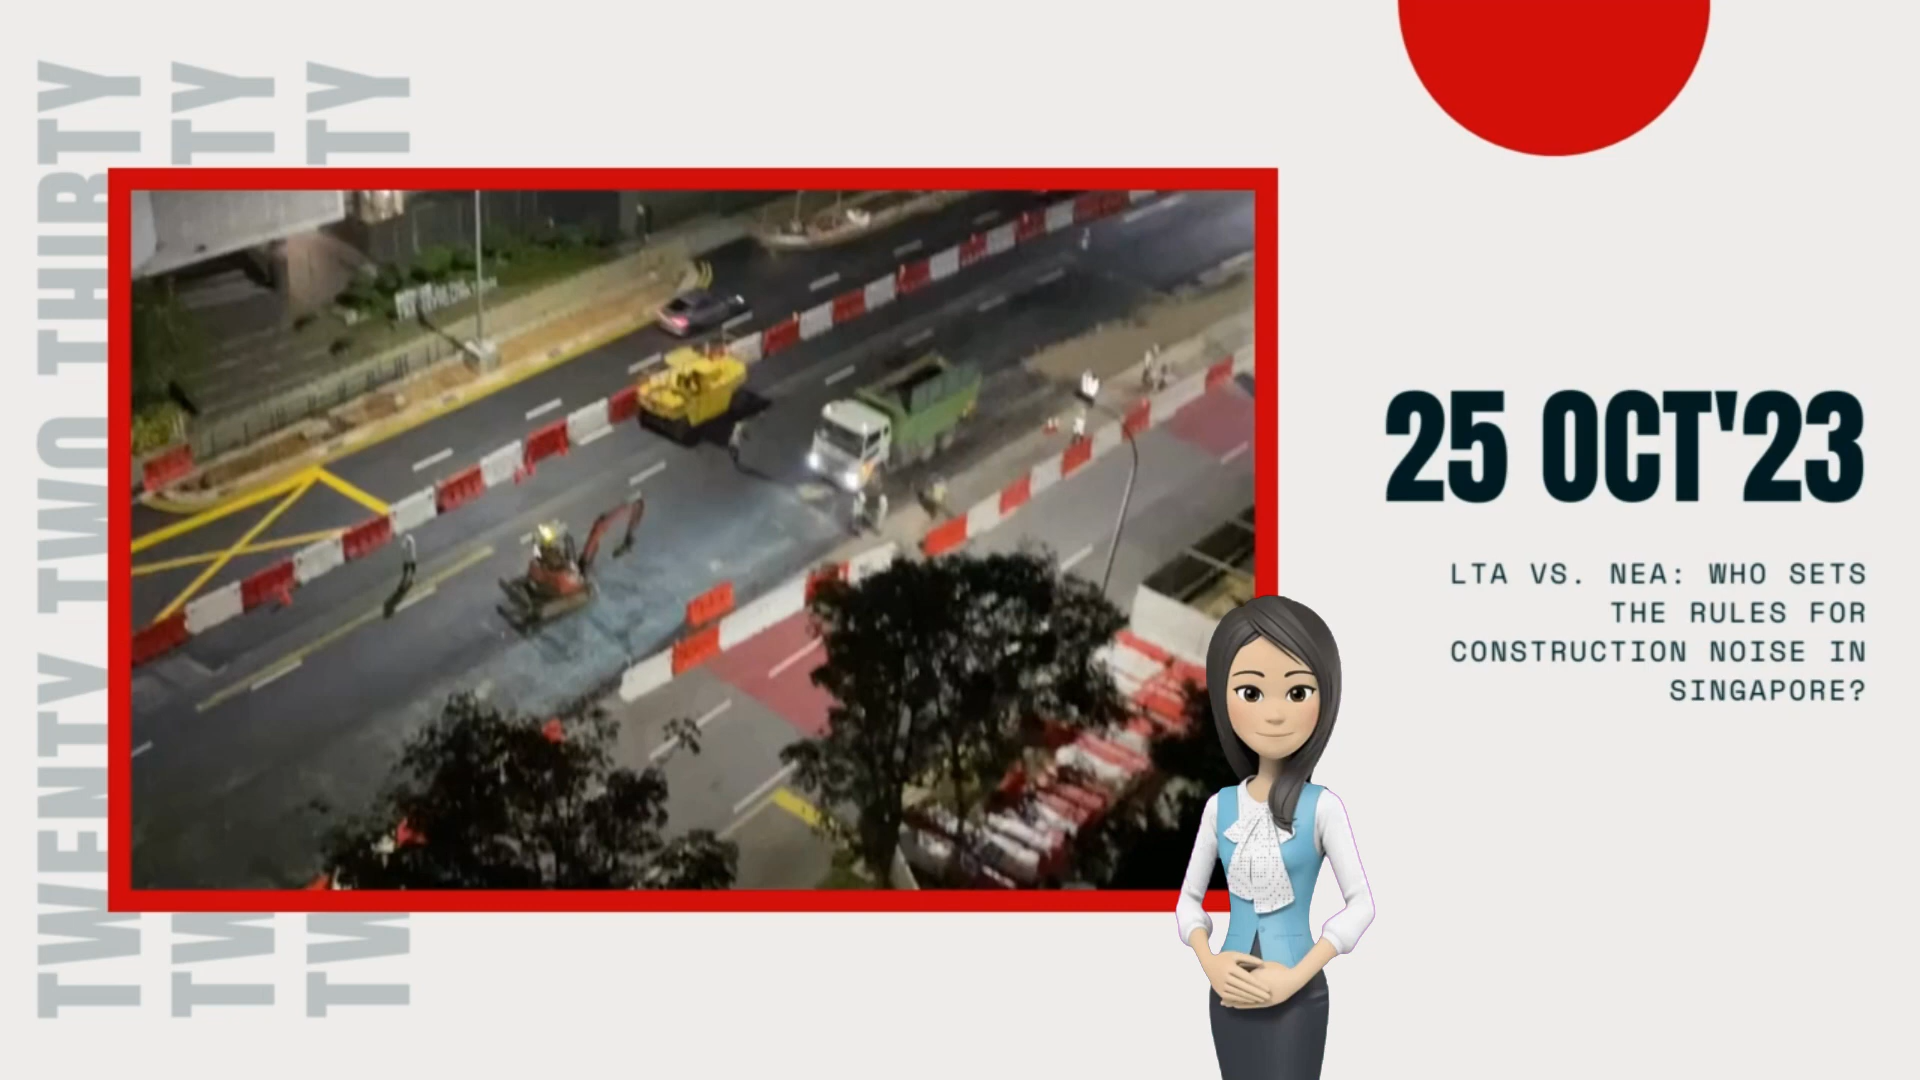 TWENTY TWO THIRTY
25 OCT'23
LTA VS. NEA: WHO SETS
THE RULES FOR
CONSTRUCTION NOISE IN
SINGAPORE?